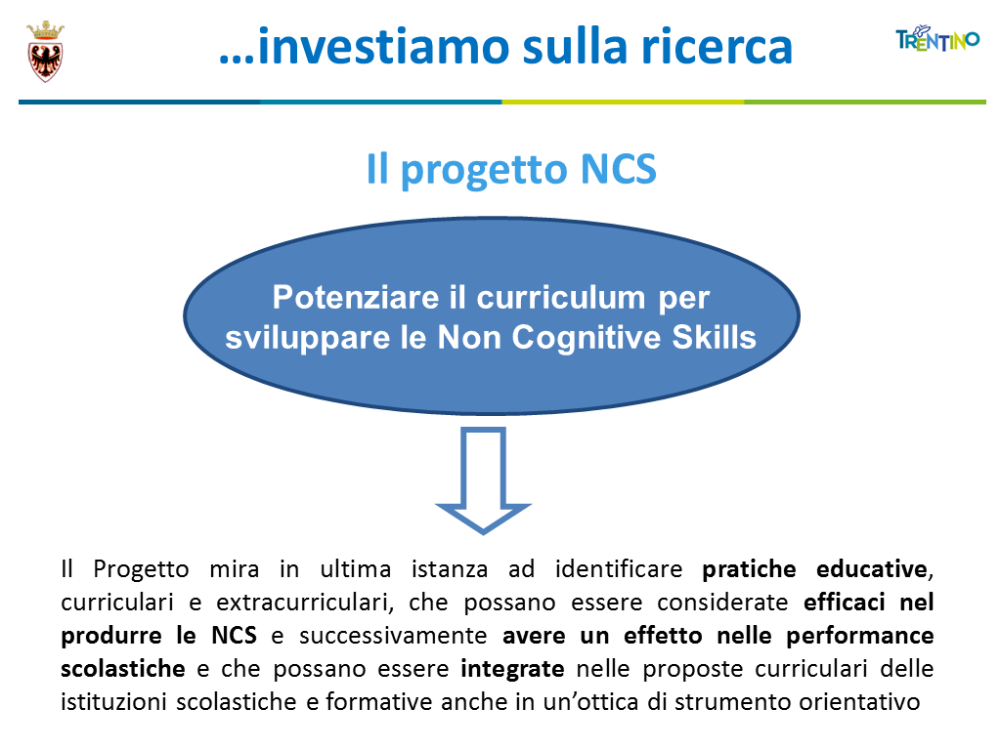 …investiamo sulla ricerca
TRENTINO
Il progetto NCS
Potenziare il curriculum per
sviluppare le Non Cognitive Skills
Il Progetto mira in ultima istanza ad identificare pratiche educative,
curriculari e extracurriculari, che possano essere considerate efficaci nel
produrre le NCS e successivamente avere un effetto nelle performance
scolastiche e che possano essere integrate nelle proposte curriculari delle
istituzioni scolastiche e formative anche in un’ottica di strumento orientativo